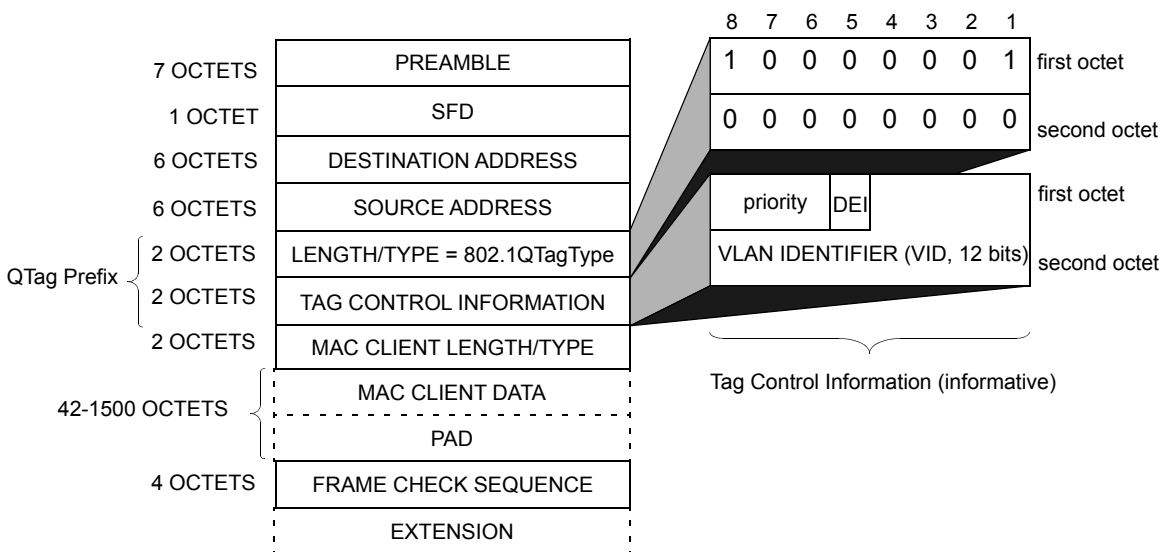 8 7 6 5 4 3 2 1
7 OCTETS PREAMBLE
1 0 0 0 0 0 0 1 first octet
1 OCTET SFD
0 0 0 0 0 0 0 0 second octet
6 OCTETS DESTINATION ADDRESS
6 OCTETS SOURCE ADDRESS
priority DEI first octet
QTag Prefix
2 OCTETS LENGTH/TYPE = 802.1QTagType
VLAN IDENTIFIER (VID, 12 bits) second octet
2 OCTETS TAG CONTROL INFORMATION
2 OCTETS MAC CLIENT LENGTH/TYPE
Tag Control Information (informative)
42-1500 OCTETS
MAC CLIENT DATA
PAD
4 OCTETS FRAME CHECK SEQUENCE
EXTENSION